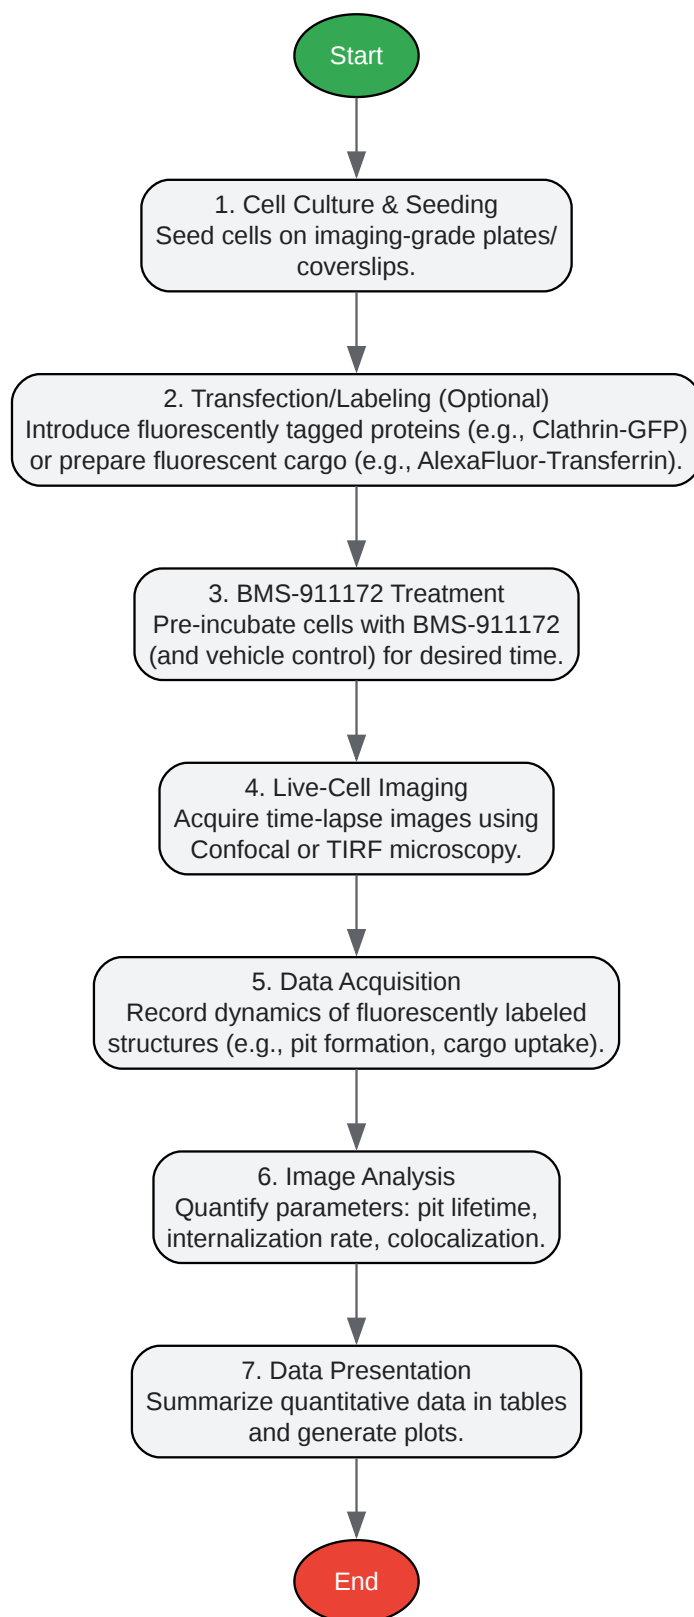 Start
1. Cell Culture & Seeding
Seed cells on imaging-grade plates/
coverslips.
2. Transfection/Labeling (Optional)
Introduce fluorescently tagged proteins (e.g., Clathrin-GFP)
or prepare fluorescent cargo (e.g., AlexaFluor-Transferrin).
3. BMS-911172 Treatment
Pre-incubate cells with BMS-911172
(and vehicle control) for desired time.
4. Live-Cell Imaging
Acquire time-lapse images using
Confocal or TIRF microscopy.
5. Data Acquisition
Record dynamics of fluorescently labeled
structures (e.g., pit formation, cargo uptake).
6. Image Analysis
Quantify parameters: pit lifetime,
internalization rate, colocalization.
7. Data Presentation
Summarize quantitative data in tables
and generate plots.
End